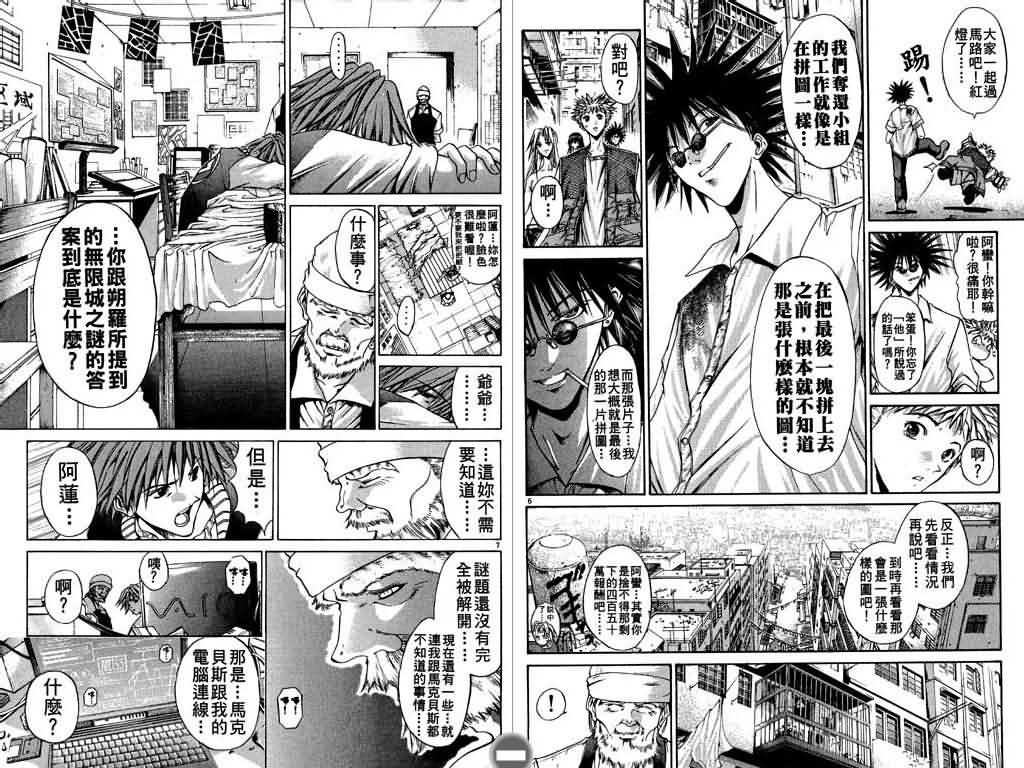 大家一起過
馬路吧！紅
燈了……
踢！
我們奪還小組
的工作就像是
在拼圖一樣…
對吧？
啊…
阿蠻！你幹嘛
啦？很痛耶！
笨蛋！你忘了
「他」所說過
的話了嗎？
在把最後一塊拼上去
之前，根本就不知道
那是張什麼樣的圖…
而那張片子…我
想大概就是最後
的那一片拼圖…
啊？
6
反正…我們
先看看情況
再說吧……
到時再看看那
會是一張什麼
樣的圖吧！
阿蠻…其實你
是捨不得那剩
下的四百五十
萬報酬吧…
！
…
阿蓮…妳怎
麼啦？臉色
很難看喔！
…
什麼事？
爺爺…
…你跟朔羅所提到
的無限城之謎的答
案到底是什麼？
區域
…這妳不需
要知道…
但是…
阿蓮…
7
謎題還沒有完
全被解開……
現在還有一些…就
連我跟馬克貝斯都
不知道的事情…
!!
咦？
啊？
VAIO
那是…馬克
貝斯跟我的
電腦連線…
什麼？